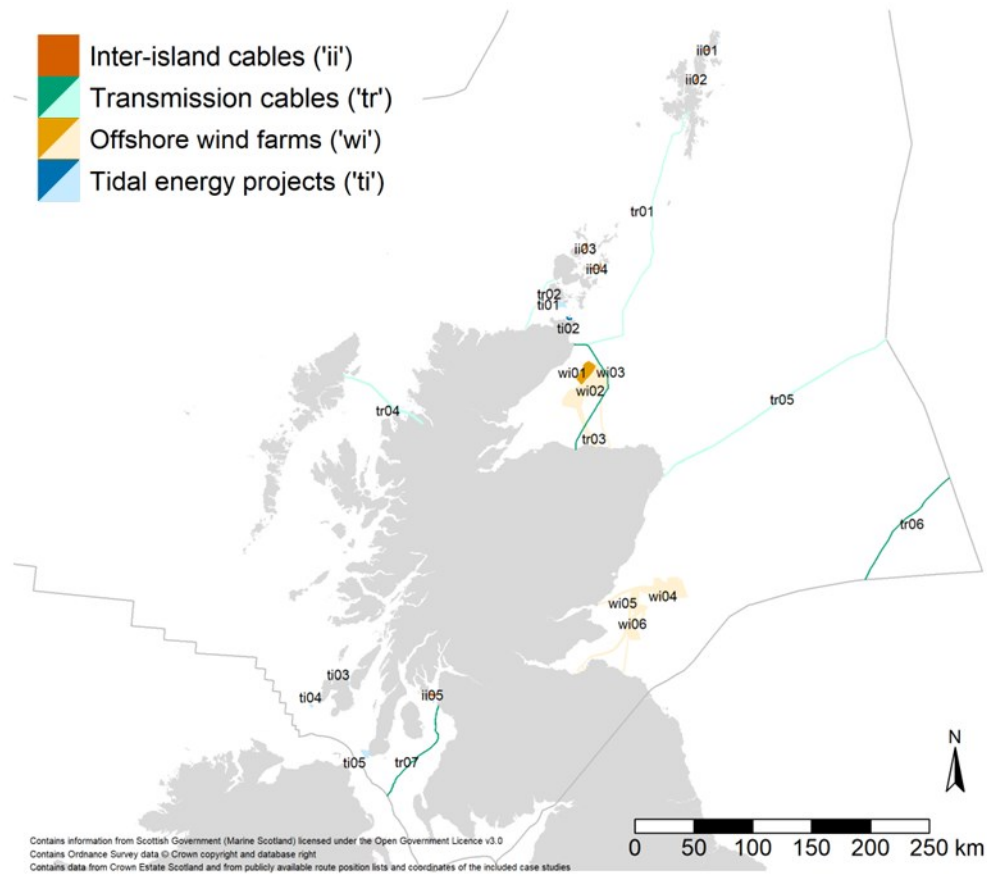 Inter-island cables ('ii')
Transmission cables ('tr')
Offshore wind farms ('wi')
Tidal energy projects ('ti')
ii01
ii02
tr01
ii03
ii04
tr02
ti01
ti02
wi01 wi03
wi02
tr05
tr04
tr03
tr06
wi04
wi05
wi06
ti03
ti04
ii05
ti05 tr07
N
0 50 100 150 200 250 km
Contains information from Scottish Government (Marine Scotland) licensed under the Open Government Licence v3.0
Contains Ordnance Survey data © Crown copyright and database right
Contains data from Crown Estate Scotland and from publicly available route position lists and coordinates of the included case studies